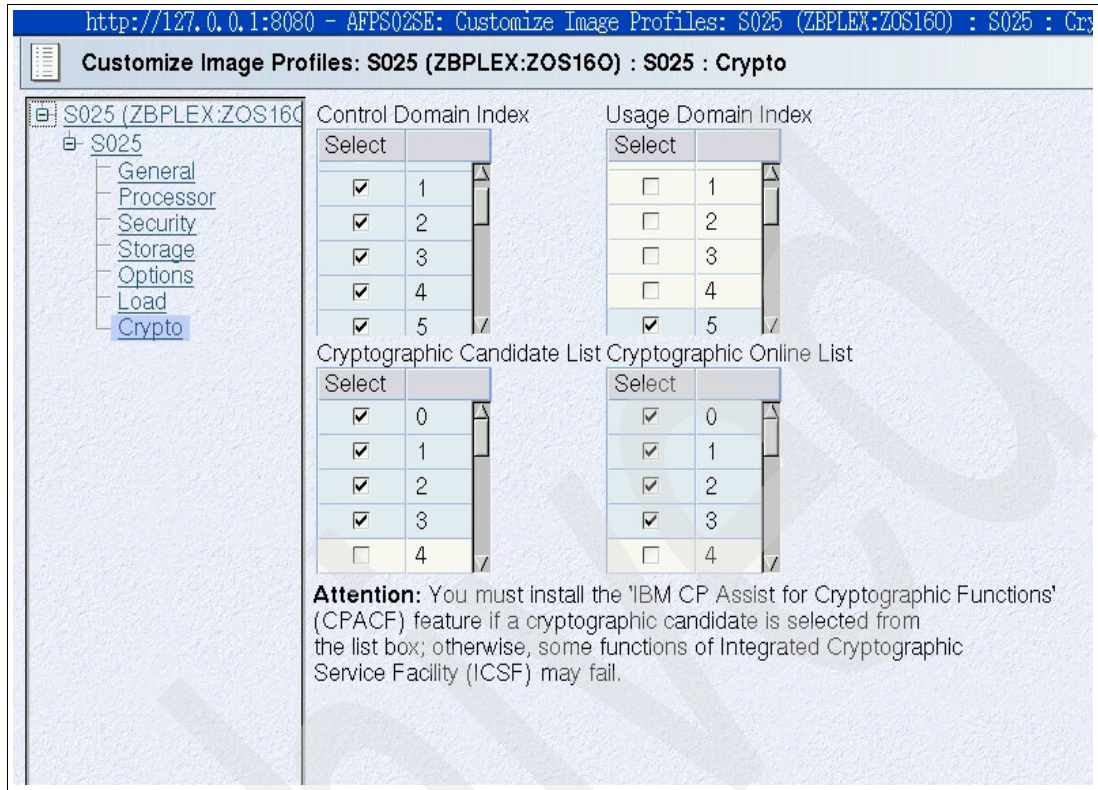 http://127.0.0.1:8080 - AFPS02SE: Customize Image Profiles: S025 (ZBPLEX:ZOS16O) : S025 : Cry
Customize Image Profiles: S025 (ZBPLEX:ZOS16O) : S025 : Crypto
S025 (ZBPLEX:ZOS16O
S025
General
Processor
Security
Storage
Options
Load
Crypto
Control Domain Index
Select
1
2
3
4
5
Usage Domain Index
Select
1
2
3
4
5
Cryptographic Candidate List
Select
0
1
2
3
4
Cryptographic Online List
Select
0
1
2
3
4
Attention: You must install the 'IBM CP Assist for Cryptographic Functions'
(CPACF) feature if a cryptographic candidate is selected from
the list box; otherwise, some functions of Integrated Cryptographic
Service Facility (ICSF) may fail.